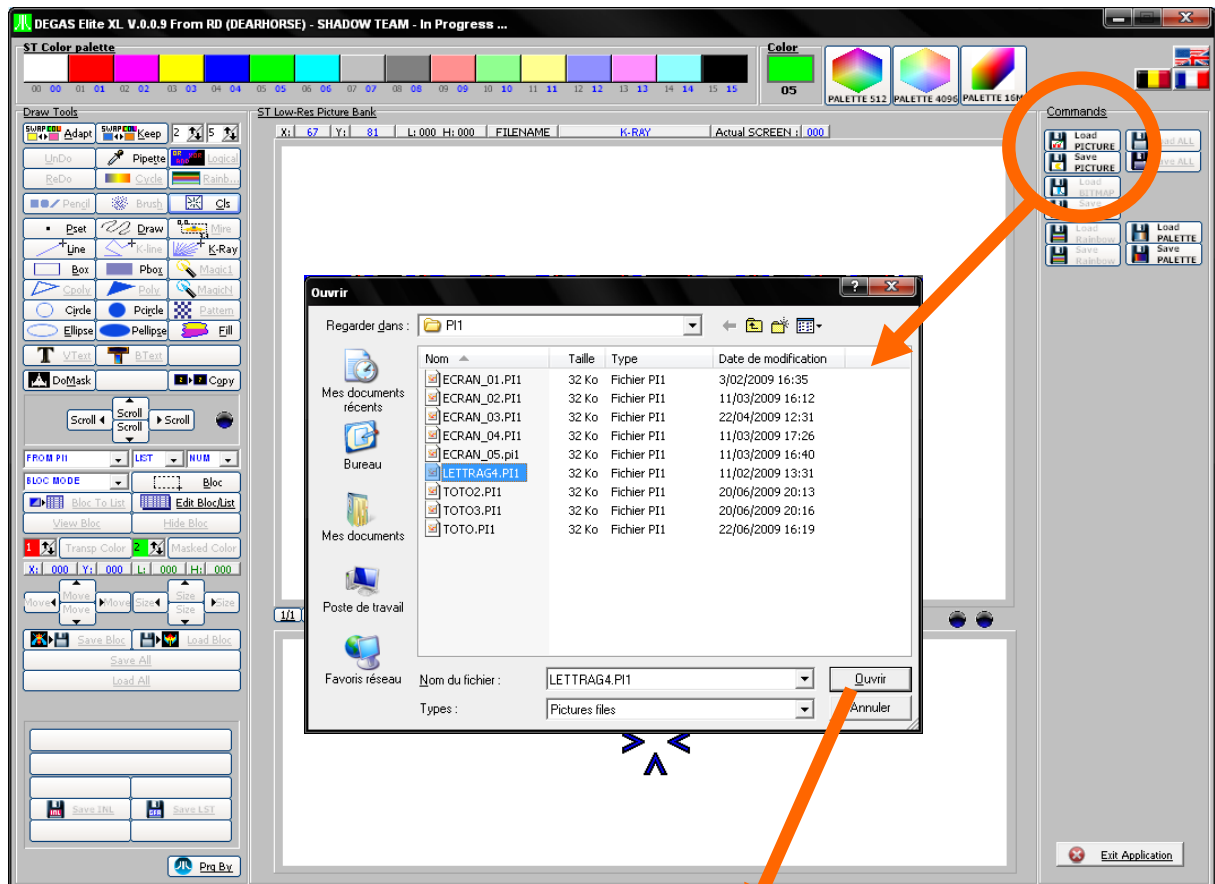 DEGAS Elite XL V.0.0.9 From RD (DEARHORSE) - SHADOW TEAM - In Progress ...
ST Color palette
00 00 01 01 02 02 03 03 04 04 05 05 06 06 07 07 08 08 09 09 10 10 11 11 12 12 13 13 14 14 15 15
Color
05
PALETTE 512 PALETTE 4096 PALETTE 16M
Draw Tools
SWAP COU Adapt SWAP COU Keep 2 5
UnDo Pipette Logical
ReDo Cycle Rainb...
Pencil Brush Cls
Pset Draw Mire
Line K-line K-Ray
Box Pbox Magic1
Cpoly Poly MagicN
Circle Pcircle Pattern
Ellipse Pellipse Fill
VText BText
DoMask Copy
Scroll Scroll Scroll
Scroll
FROM PI1 LIST NUM
BLOC MODE Bloc
Bloc To List Edit Bloc/List
View Bloc Hide Bloc
1 Transp Color 2 Masked Color
X: 000 Y: 000 L: 000 H: 000
Move Move Move Size Size Size
Move Size
Save Bloc Load Bloc
Save All
Load All
Save INL Save LST
Prg By
ST Low-Res Picture Bank
X: 67 Y: 81 L: 000 H: 000 FILENAME K-RAY Actual SCREEN : 000
1/1
Ouvrir
Regarder dans : PI1
Nom Taille Type Date de modification
ECRAN_01.PI1 32 Ko Fichier PI1 3/02/2009 16:35
ECRAN_02.PI1 32 Ko Fichier PI1 11/03/2009 16:12
ECRAN_03.PI1 32 Ko Fichier PI1 22/04/2009 12:31
ECRAN_04.PI1 32 Ko Fichier PI1 11/03/2009 17:26
ECRAN_05.pi1 32 Ko Fichier PI1 11/03/2009 16:40
LETTRAG4.PI1 32 Ko Fichier PI1 11/02/2009 13:31
TOTO2.PI1 32 Ko Fichier PI1 20/06/2009 20:13
TOTO3.PI1 32 Ko Fichier PI1 20/06/2009 20:16
TOTO.PI1 32 Ko Fichier PI1 22/06/2009 16:19
Mes documents
récents
Bureau
Mes documents
Poste de travail
Favoris réseau
Nom du fichier : LETTRAG4.PI1 Ouvrir
Types : Pictures files Annuler
Commands
Load
PICTURE
ALL
Save
PICTURE
ALL
Load
BITMAP
Save
Load
Rainbow
Load
PALETTE
Save
Rainbow
Save
PALETTE
Exit Application